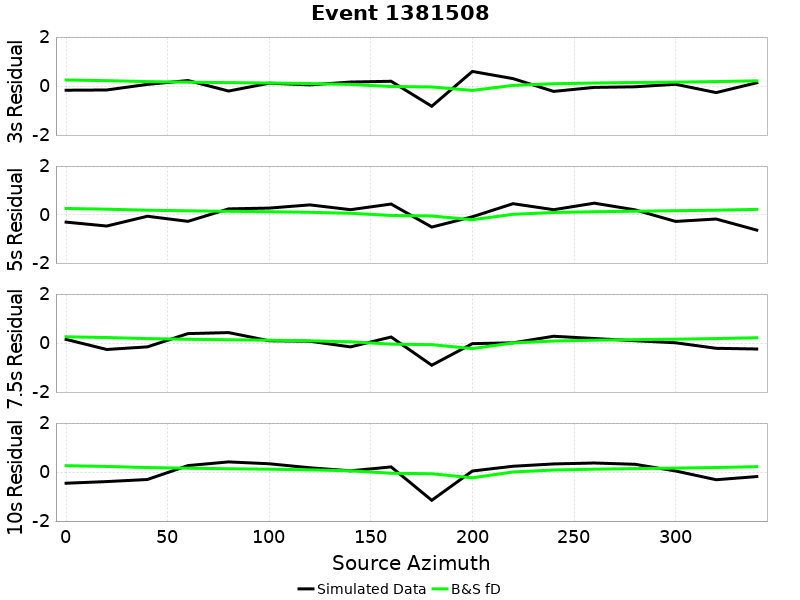 Event 1381508
3s Residual
2
0
-2
5s Residual
2
0
-2
7.5s Residual
2
0
-2
10s Residual
2
0
-2
0 50 100 150 200 250 300
Source Azimuth
Simulated Data B&S fD